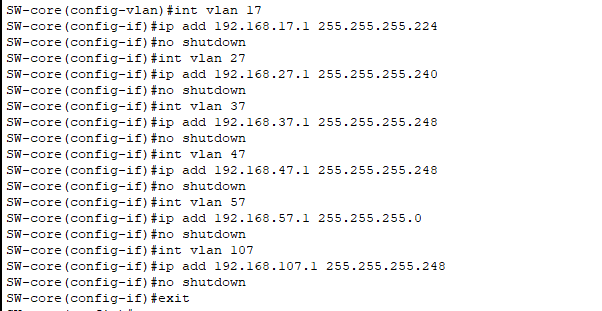 SW-core(config-vlan)#int vlan 17
SW-core(config-if)#ip add 192.168.17.1 255.255.255.224
SW-core(config-if)#no shutdown
SW-core(config-if)#int vlan 27
SW-core(config-if)#ip add 192.168.27.1 255.255.255.240
SW-core(config-if)#no shutdown
SW-core(config-if)#int vlan 37
SW-core(config-if)#ip add 192.168.37.1 255.255.255.248
SW-core(config-if)#no shutdown
SW-core(config-if)#int vlan 47
SW-core(config-if)#ip add 192.168.47.1 255.255.255.248
SW-core(config-if)#no shutdown
SW-core(config-if)#int vlan 57
SW-core(config-if)#ip add 192.168.57.1 255.255.255.0
SW-core(config-if)#no shutdown
SW-core(config-if)#int vlan 107
SW-core(config-if)#ip add 192.168.107.1 255.255.255.248
SW-core(config-if)#no shutdown
SW-core(config-if)#exit